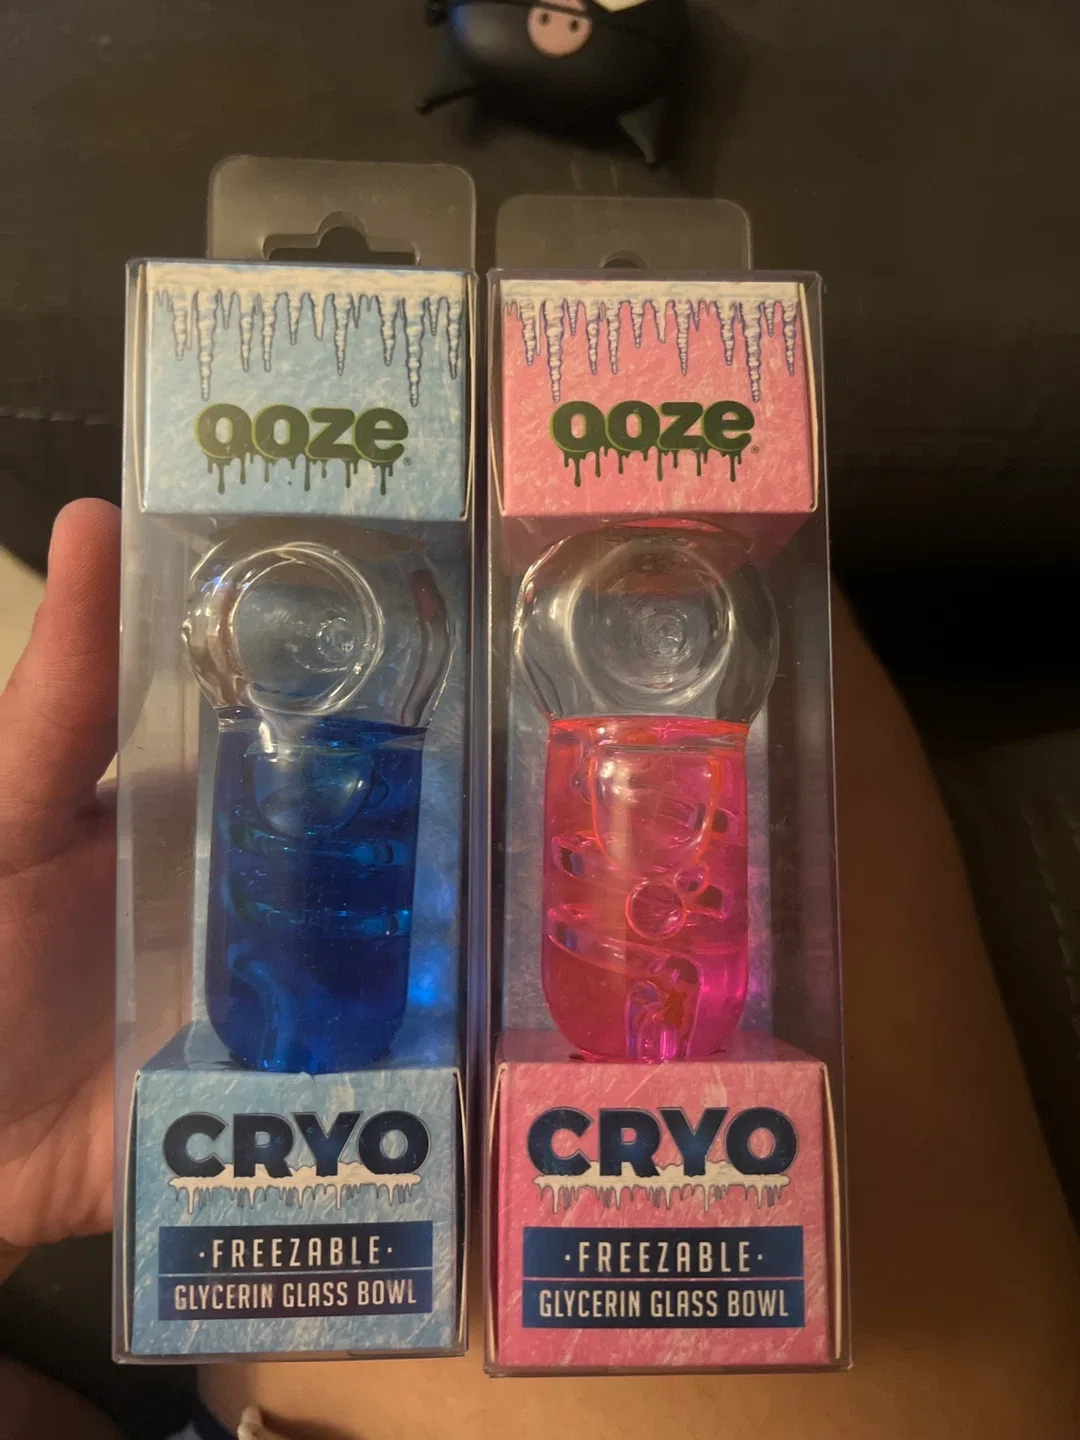 ooze®
CRYO
·FREEZABLE·
GLYCERIN GLASS BOWL
ooze®
CRYO
·FREEZABLE·
GLYCERIN GLASS BOWL